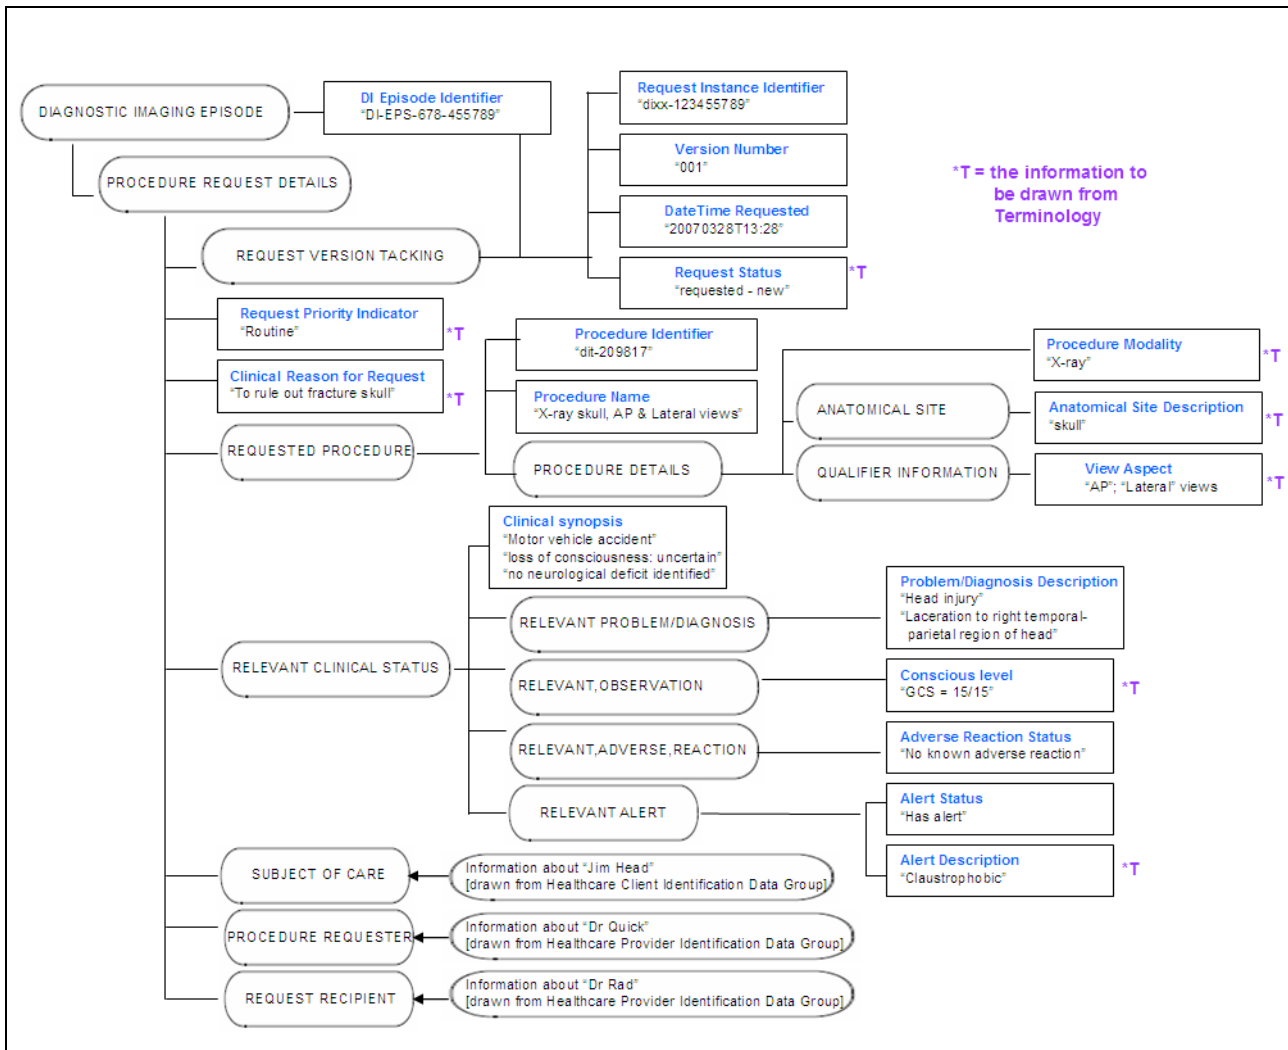 DIAGNOSTIC IMAGING EPISODE
DI Episode Identifier
“DI-EPS-678-455789”
Request Instance Identifier
“dixx-123455789”
Version Number
“001”
DateTime Requested
“20070328T13:28”
Request Status
“requested - new”
*T
*T = the information to
be drawn from
Terminology
PROCEDURE REQUEST DETAILS
REQUEST VERSION TACKING
Request Priority Indicator
“Routine”
*T
Clinical Reason for Request
“To rule out fracture skull”
*T
REQUESTED PROCEDURE
Procedure Identifier
“dit-209817”
Procedure Name
“X-ray skull, AP & Lateral views”
PROCEDURE DETAILS
Procedure Modality
“X-ray”
*T
ANATOMICAL SITE
Anatomical Site Description
“skull”
*T
QUALIFIER INFORMATION
View Aspect
“AP”; “Lateral” views
*T
RELEVANT CLINICAL STATUS
Clinical synopsis
“Motor vehicle accident”
“loss of consciousness: uncertain”
“no neurological deficit identified”
RELEVANT PROBLEM/DIAGNOSIS
Problem/Diagnosis Description
“Head injury”
“Laceration to right temporal-
parietal region of head”
RELEVANT,OBSERVATION
Conscious level
“GCS = 15/15”
*T
RELEVANT,ADVERSE,REACTION
Adverse Reaction Status
“No known adverse reaction”
RELEVANT ALERT
Alert Status
“Has alert”
Alert Description
“Claustrophobic”
*T
SUBJECT OF CARE
Information about “Jim Head”
[drawn from Healthcare Client Identification Data Group]
PROCEDURE REQUESTER
Information about “Dr Quick”
[drawn from Healthcare Provider Identification Data Group]
REQUEST RECIPIENT
Information about “Dr Rad”
[drawn from Healthcare Provider Identification Data Group]